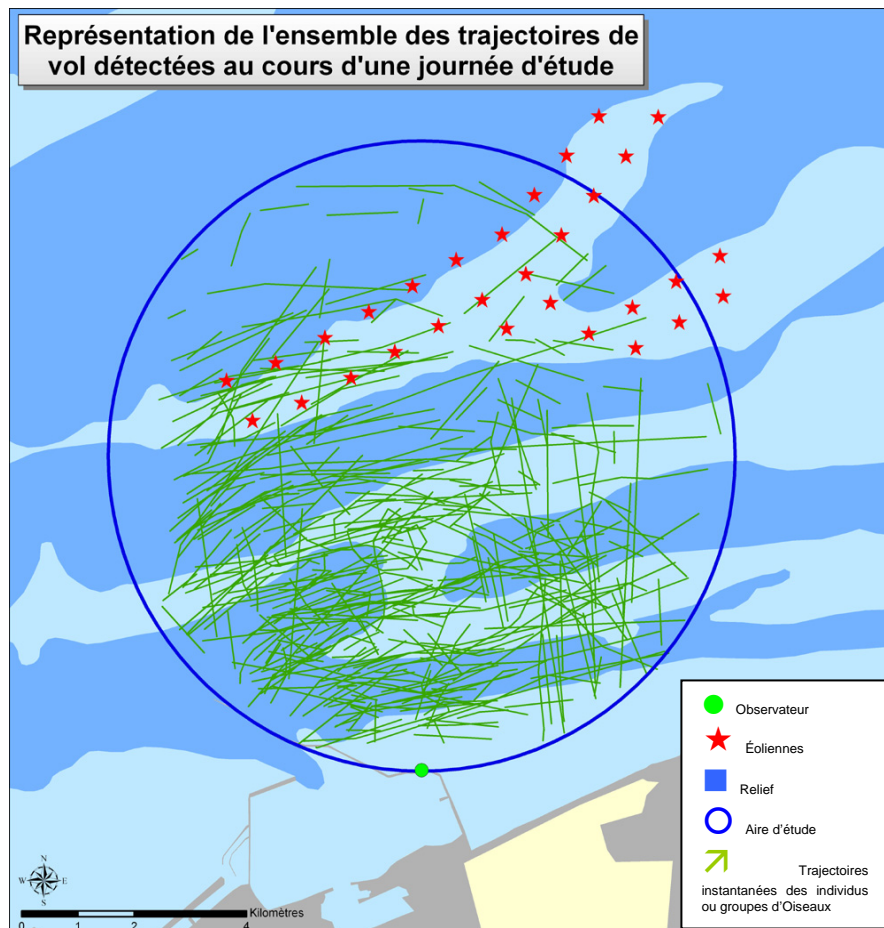 Représentation de l'ensemble des trajectoires de
vol détectées au cours d'une journée d'étude
Observateur
Éoliennes
Relief
Aire d'étude
Trajectoires
instantanées des individus
ou groupes d'Oiseaux
N
W E
S
Kilomètres
0 1 2 4